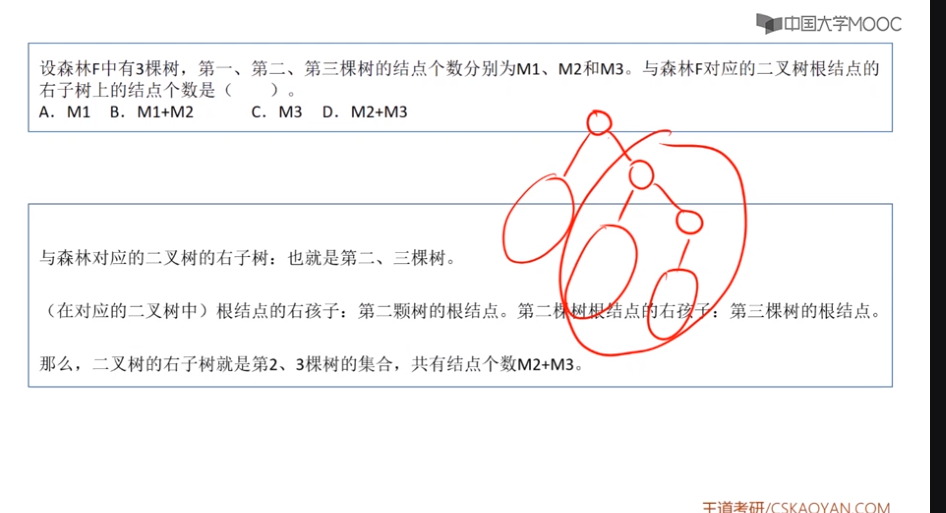 中国大学MOOC
设森林F中有3棵树，第一、第二、第三棵树的结点个数分别为M1、M2和M3。与森林F对应的二叉树根结点的
右子树上的结点个数是（　　）。
A．M1 B．M1+M2 C．M3 D．M2+M3
与森林对应的二叉树的右子树：也就是第二、三棵树。
（在对应的二叉树中）根结点的右孩子：第二颗树的根结点。第二棵树根结点的右孩子：第三棵树的根结点。
那么，二叉树的右子树就是第2、3棵树的集合，共有结点个数M2+M3。
王道考研/CSKAOYAN.COM